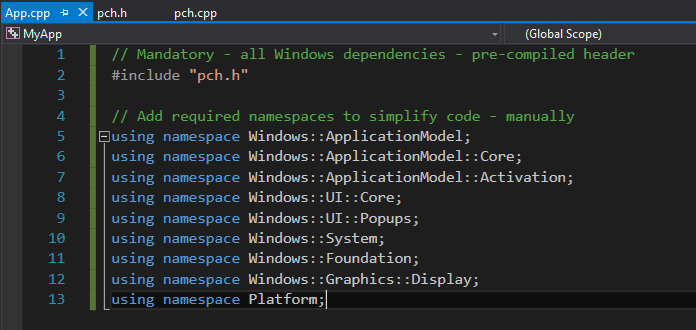 App.cpp pch.h pch.cpp
MyApp (Global Scope)
1 // Mandatory - all Windows dependencies - pre-compiled header
2 #include "pch.h"
3
4 // Add required namespaces to simplify code - manually
5 using namespace Windows::ApplicationModel;
6 using namespace Windows::ApplicationModel::Core;
7 using namespace Windows::ApplicationModel::Activation;
8 using namespace Windows::UI::Core;
9 using namespace Windows::UI::Popups;
10 using namespace Windows::System;
11 using namespace Windows::Foundation;
12 using namespace Windows::Graphics::Display;
13 using namespace Platform;